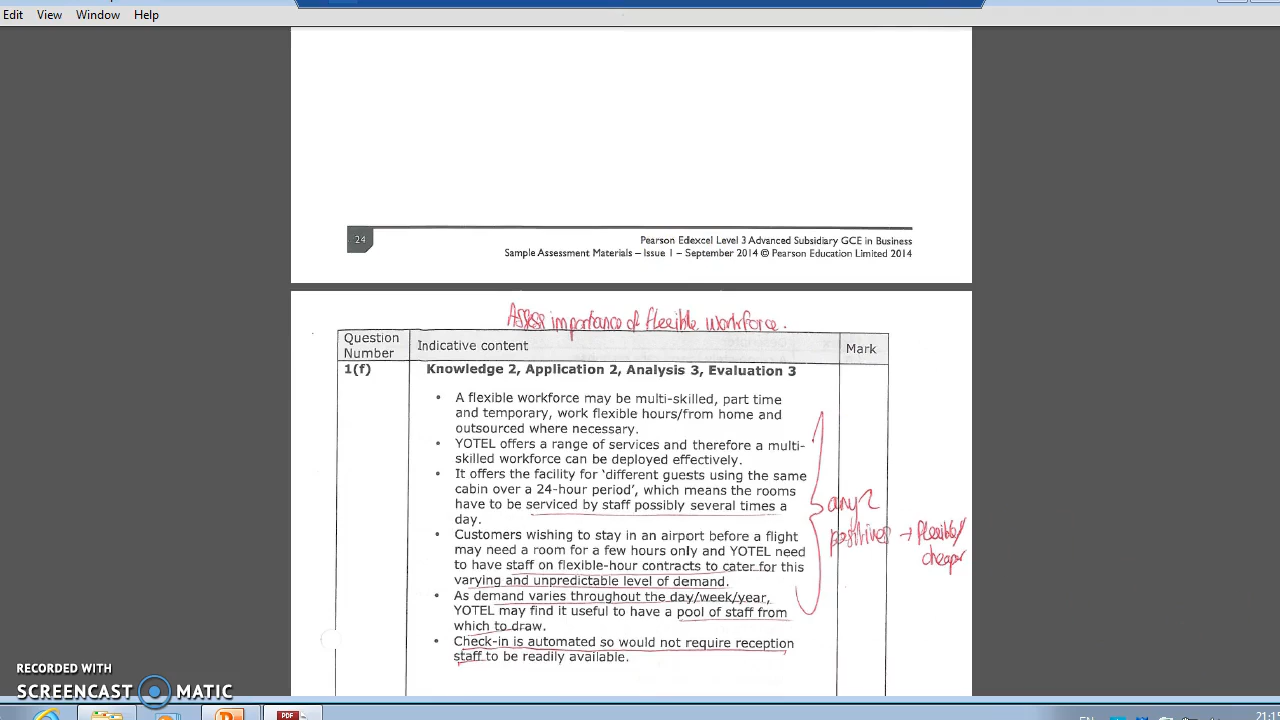 Edit View Window Help
24
Pearson Edexcel Level 3 Advanced Subsidiary GCE in Business
Sample Assessment Materials – Issue 1 – September 2014 © Pearson Education Limited 2014
Assess importance of flexible workforce.
Question Number
Indicative content
Mark
1(f)
Knowledge 2, Application 2, Analysis 3, Evaluation 3
• A flexible workforce may be multi-skilled, part time
and temporary, work flexible hours/from home and
outsourced where necessary.
• YOTEL offers a range of services and therefore a multi-
skilled workforce can be deployed effectively.
• It offers the facility for ‘different guests using the same
cabin over a 24-hour period’, which means the rooms
have to be serviced by staff possibly several times a
day.
• Customers wishing to stay in an airport before a flight
may need a room for a few hours only and YOTEL need
to have staff on flexible-hour contracts to cater for this
varying and unpredictable level of demand.
• As demand varies throughout the day/week/year,
YOTEL may find it useful to have a pool of staff from
which to draw.
• Check-in is automated so would not require reception
staff to be readily available.
any 2
positives → flexible/
cheaper
RECORDED WITH
SCREENCAST MATIC
EN